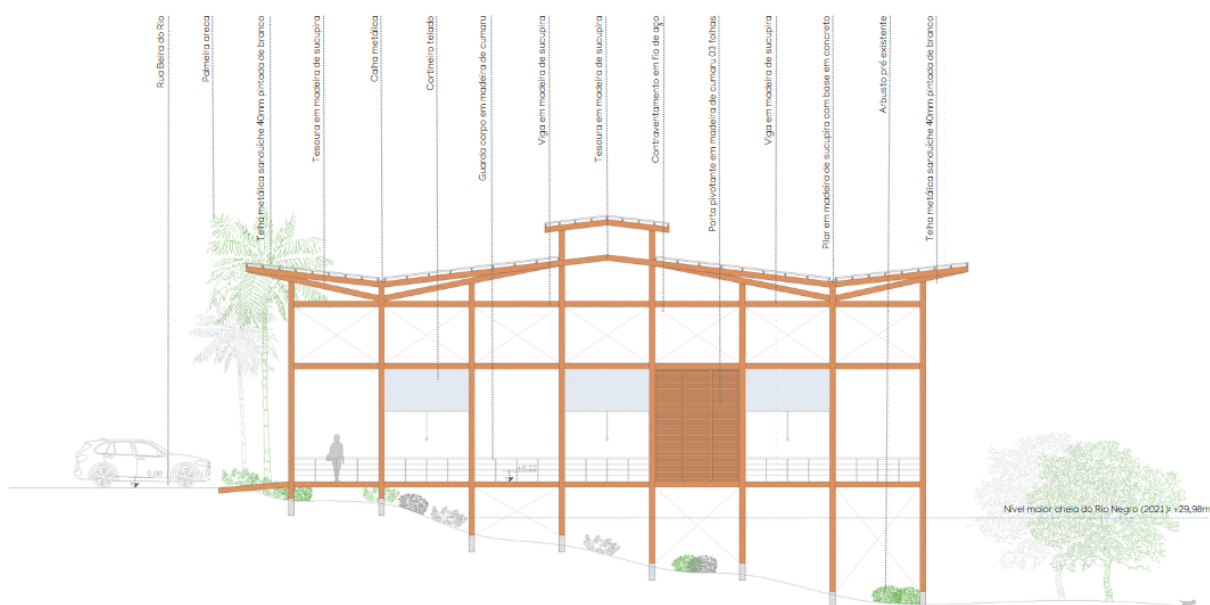 Rua Beira do Rio
Palmeira areca
Telha metálica sanduíche 40mm pintada de branco
Tesoura em madeira de sucupira
Calha metálica
Cortineiro telado
Guarda corpo em madeira de cumaru
Viga em madeira de sucupira
Tesoura em madeira de sucupira
Contraventamento em fio de aço
Porta pivotante em madeira de cumaru 03 folhas
Viga em madeira de sucupira
Pilar em madeira de sucupira com base em concreto
Arbusto pré existente
Telha metálica sanduíche 40mm pintada de branco
0,00
+0,22
Nível maior cheia do Rio Negro (2021)= +29,98m